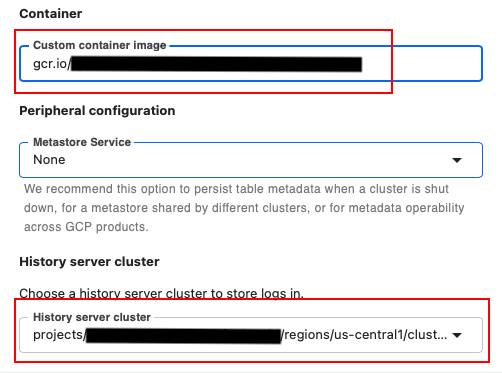 Container
Custom container image
gcr.io/
Peripheral configuration
Metastore Service
None
We recommend this option to persist table metadata when a cluster is shut
down, for a metastore shared by different clusters, or for metadata operability
across GCP products.
History server cluster
Choose a history server cluster to store logs in.
History server cluster
projects/ /regions/us-central1/clust...